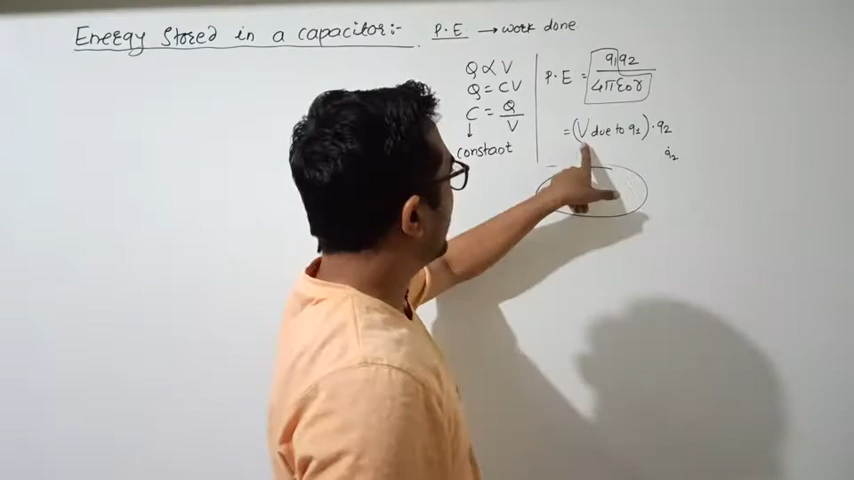 Energy Stored in a capacitor:- P.E → work done
Q ∝ V
Q = CV
C = Q/V
↓
constant
P.E = q1q2/4πε0r
= (V due to q1) . q2
q2